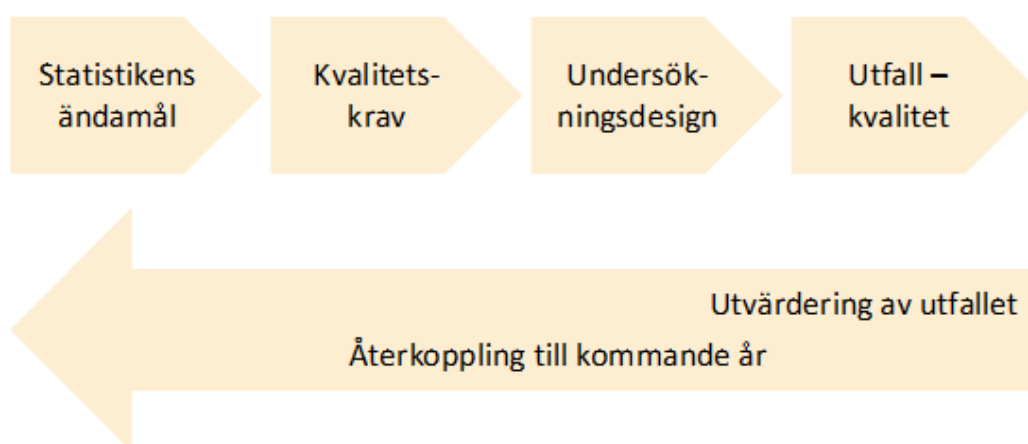 Statistikens
ändamål
Kvalitets-
krav
Undersök-
ningsdesign
Utfall –
kvalitet
Utvärdering av utfallet
Återkoppling till kommande år